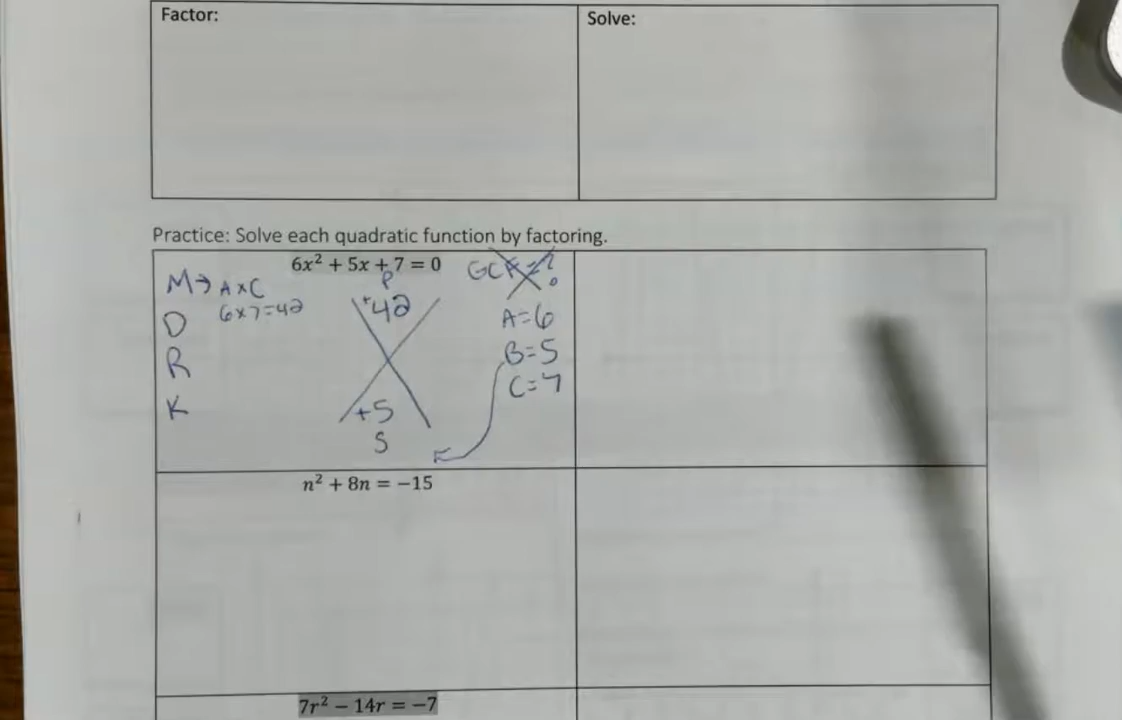 Factor:
Solve:
Practice: Solve each quadratic function by factoring.
6x² + 5x + 7 = 0
GCF=?
M→ A×C
6×7=42
D
R
K
P
+42
+5
S
A=6
B=5
C=7
n² + 8n = −15
7r² − 14r = −7